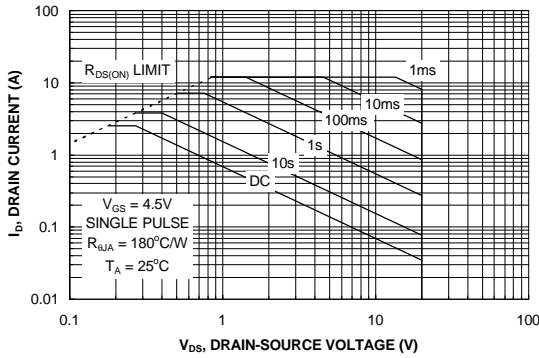 100
10
1
0.1
0.01
I_D, DRAIN CURRENT (A)
R_DS(ON) LIMIT
1ms
10ms
100ms
1s
10s
DC
V_GS = 4.5V
SINGLE PULSE
R_θJA = 180°C/W
T_A = 25°C
0.1 1 10 100
V_DS, DRAIN-SOURCE VOLTAGE (V)